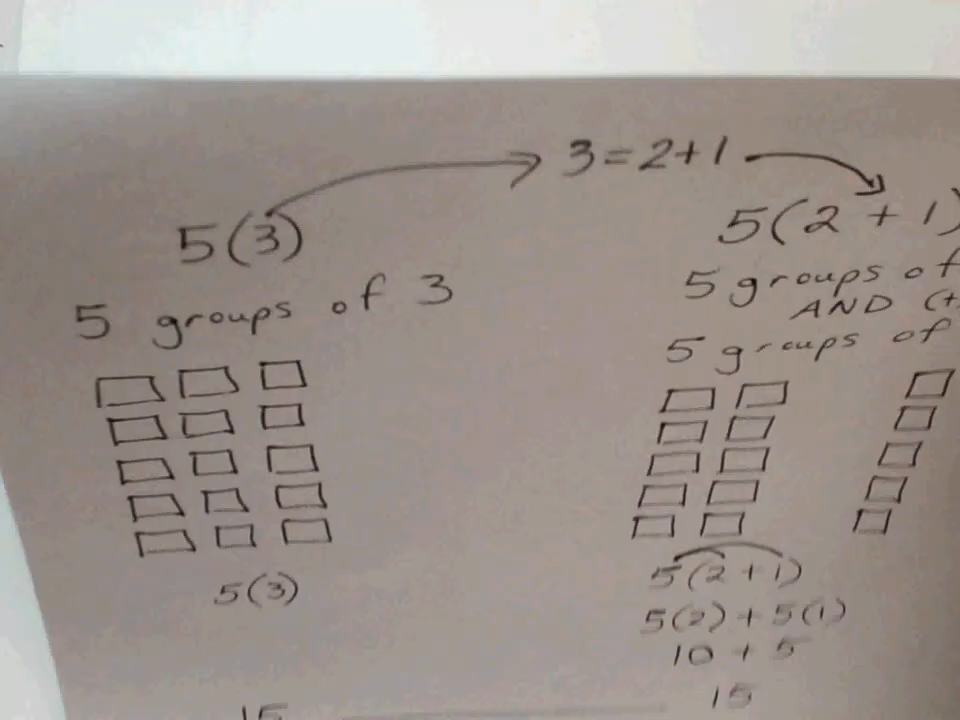 3=2+1
5(3)
5 groups of 3
5(3)
15
5(2 + 1)
5 groups of
AND (+
5 groups of
5(2+1)
5(2)+5(1)
10 + 5
15